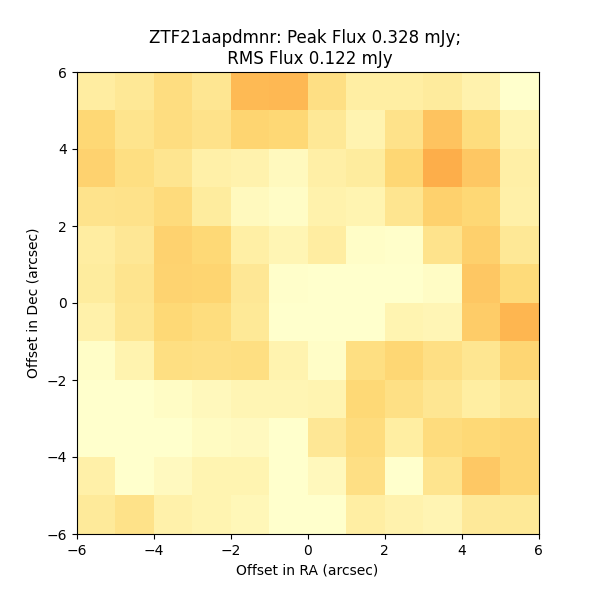 ZTF21aapdmnr: Peak Flux 0.328 mJy;
RMS Flux 0.122 mJy
6
4
2
0
−2
−4
−6
Offset in Dec (arcsec)
−6 −4 −2 0 2 4 6
Offset in RA (arcsec)